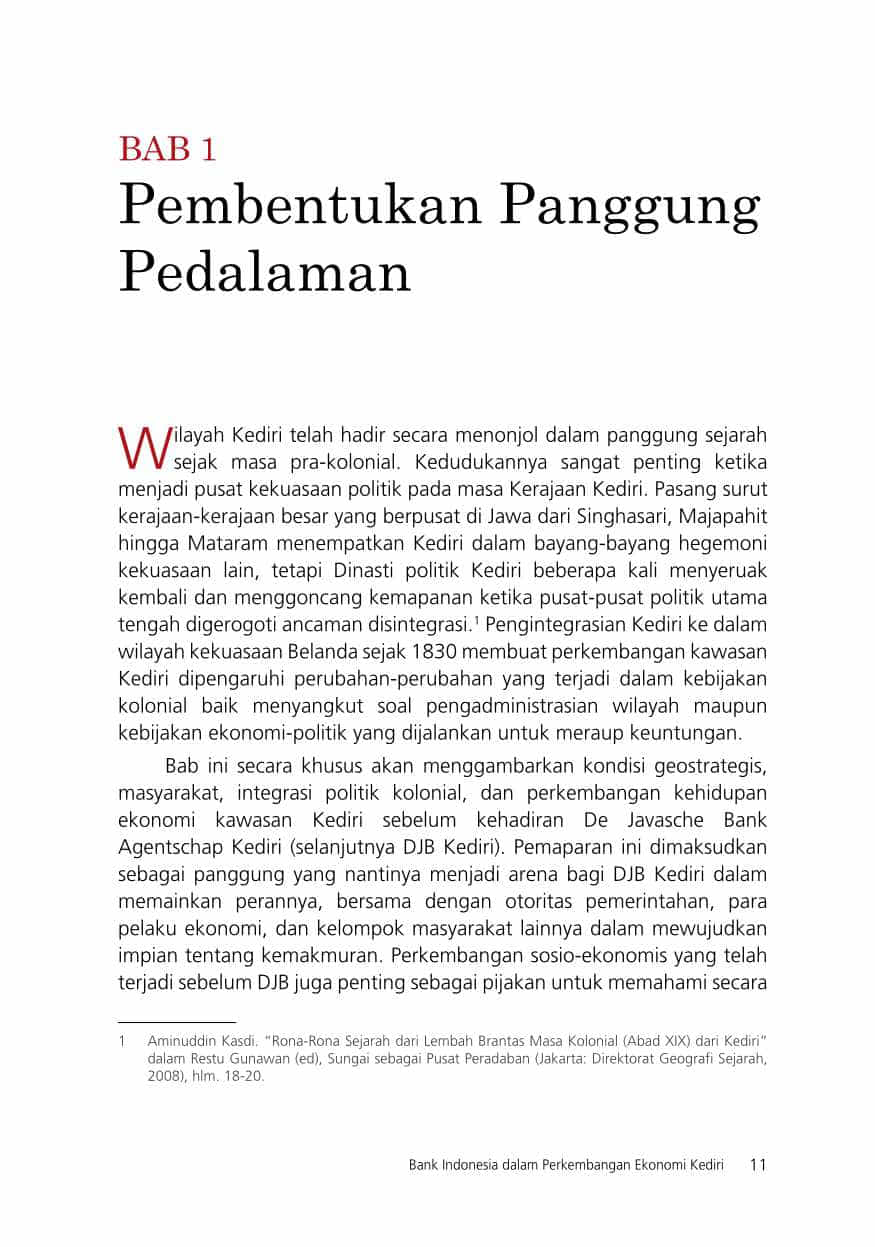 BAB 1
Pembentukan Panggung
Pedalaman
Wilayah Kediri telah hadir secara menonjol dalam panggung sejarah
sejak masa pra-kolonial. Kedudukannya sangat penting ketika
menjadi pusat kekuasaan politik pada masa Kerajaan Kediri. Pasang surut
kerajaan-kerajaan besar yang berpusat di Jawa dari Singhasari, Majapahit
hingga Mataram menempatkan Kediri dalam bayang-bayang hegemoni
kekuasaan lain, tetapi Dinasti politik Kediri beberapa kali menyeruak
kembali dan menggoncang kemapanan ketika pusat-pusat politik utama
tengah digerogoti ancaman disintegrasi.¹ Pengintegrasian Kediri ke dalam
wilayah kekuasaan Belanda sejak 1830 membuat perkembangan kawasan
Kediri dipengaruhi perubahan-perubahan yang terjadi dalam kebijakan
kolonial baik menyangkut soal pengadministrasian wilayah maupun
kebijakan ekonomi-politik yang dijalankan untuk meraup keuntungan.
Bab ini secara khusus akan menggambarkan kondisi geostrategis,
masyarakat, integrasi politik kolonial, dan perkembangan kehidupan
ekonomi kawasan Kediri sebelum kehadiran De Javasche Bank
Agentschap Kediri (selanjutnya DJB Kediri). Pemaparan ini dimaksudkan
sebagai panggung yang nantinya menjadi arena bagi DJB Kediri dalam
memainkan perannya, bersama dengan otoritas pemerintahan, para
pelaku ekonomi, dan kelompok masyarakat lainnya dalam mewujudkan
impian tentang kemakmuran. Perkembangan sosio-ekonomis yang telah
terjadi sebelum DJB juga penting sebagai pijakan untuk memahami secara
1 Aminuddin Kasdi. "Rona-Rona Sejarah dari Lembah Brantas Masa Kolonial (Abad XIX) dari Kediri"
dalam Restu Gunawan (ed), Sungai sebagai Pusat Peradaban (Jakarta: Direktorat Geografi Sejarah,
2008), hlm. 18-20.
Bank Indonesia dalam Perkembangan Ekonomi Kediri 11